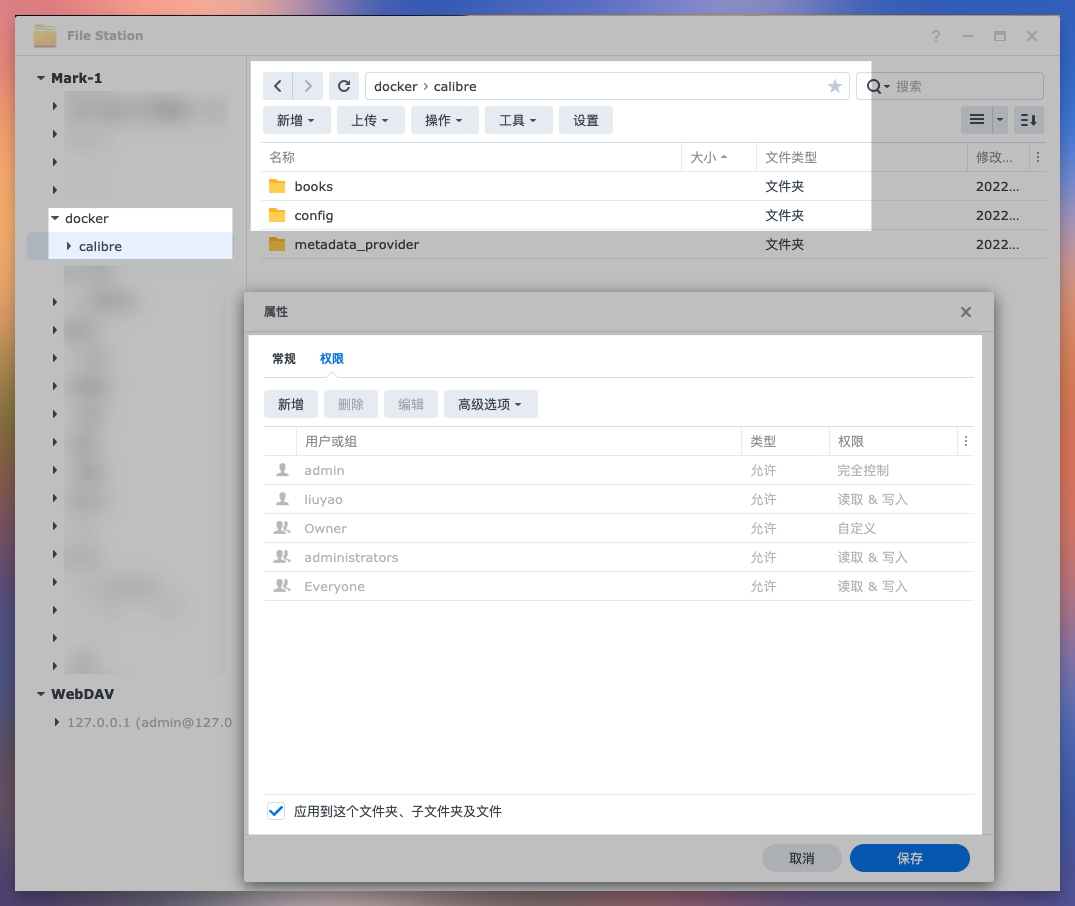 File Station
Mark-1
docker
calibre
WebDAV
127.0.0.1 (admin@127.0
docker › calibre
搜索
新增 上传 操作 工具 设置
名称 大小 文件类型 修改...
books 文件夹 2022...
config 文件夹 2022...
metadata_provider 文件夹 2022...
属性
常规 权限
新增 删除 编辑 高级选项
用户或组 类型 权限
admin 允许 完全控制
liuyao 允许 读取 & 写入
Owner 允许 自定义
administrators 允许 读取 & 写入
Everyone 允许 读取 & 写入
应用到这个文件夹、子文件夹及文件
取消 保存